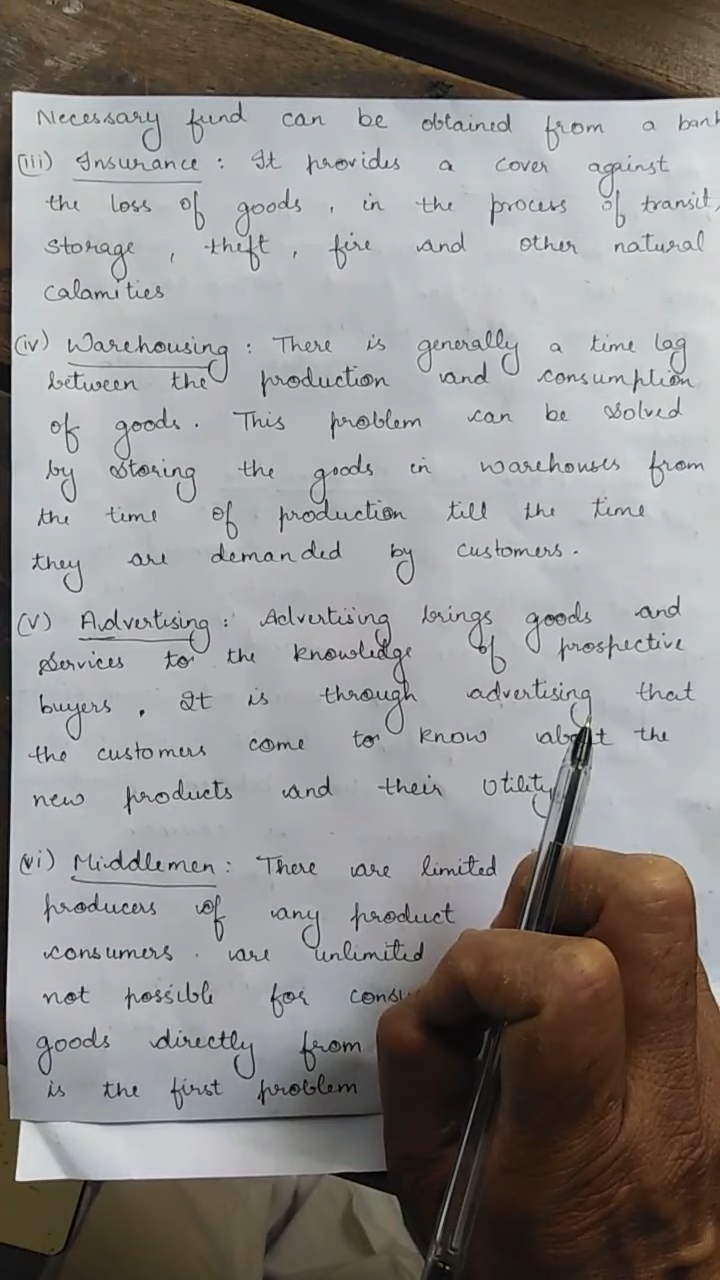 Necessary fund can be obtained from a bank
(iii) Insurance : It provides a cover against
the loss of goods , in the process of transit,
storage , theft , fire and other natural
calamities
(iv) Warehousing : There is generally a time lag
between the production and consumption
of goods . This problem can be solved
by storing the goods in warehouses from
the time of production till the time
they are demanded by customers .
(v) Advertising : Advertising brings goods and
services to the knowledge of prospective
buyers . It is through advertising that
the customers come to know about the
new products and their utility
(vi) Middlemen : There are limited
producers of any product
consumers . are unlimited
not possible for
goods directly from
is the first problem